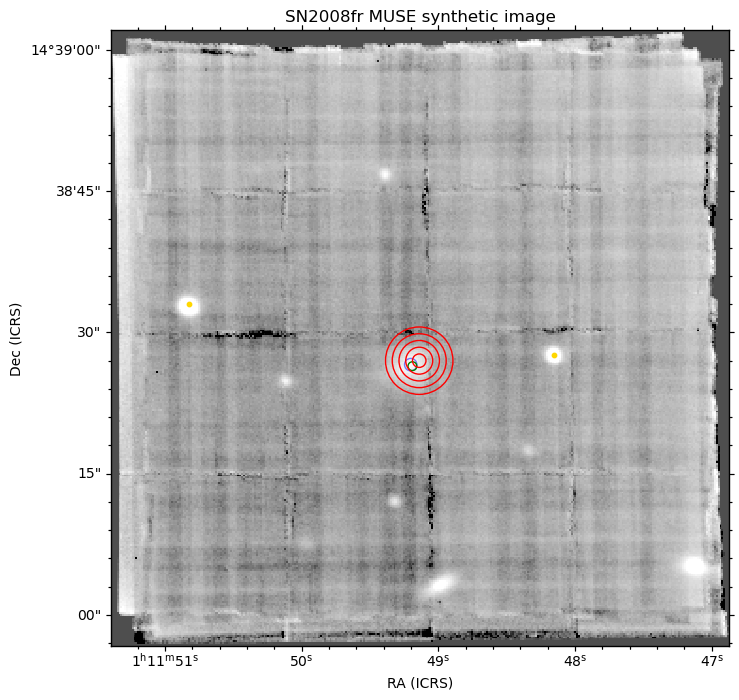 SN2008fr MUSE synthetic image
14°39'00"
38'45"
30"
15"
00"
Dec (ICRS)
1h11m51s
50s
49s
48s
47s
RA (ICRS)